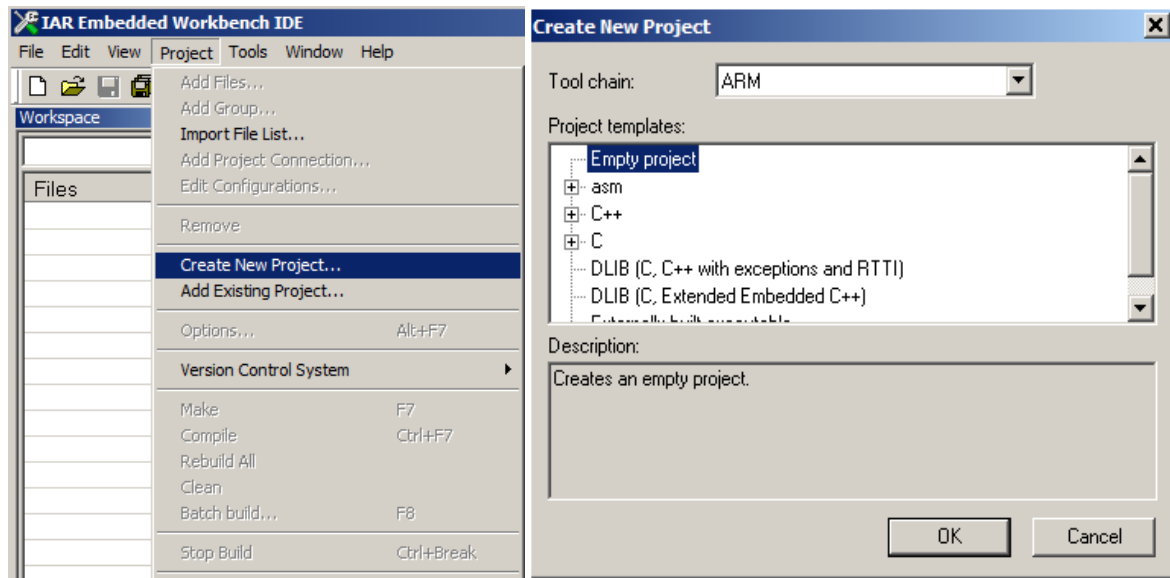 IAR Embedded Workbench IDE
File Edit View Project Tools Window Help
Workspace
Files
Add Files...
Add Group...
Import File List...
Add Project Connection...
Edit Configurations...
Remove
Create New Project...
Add Existing Project...
Options... Alt+F7
Version Control System
Make F7
Compile Ctrl+F7
Rebuild All
Clean
Batch build... F8
Stop Build Ctrl+Break
Create New Project
Tool chain: ARM
Project templates:
Empty project
asm
C++
C
DLIB (C, C++ with exceptions and RTTI)
DLIB (C, Extended Embedded C++)
Externally built executable
Description:
Creates an empty project.
OK Cancel